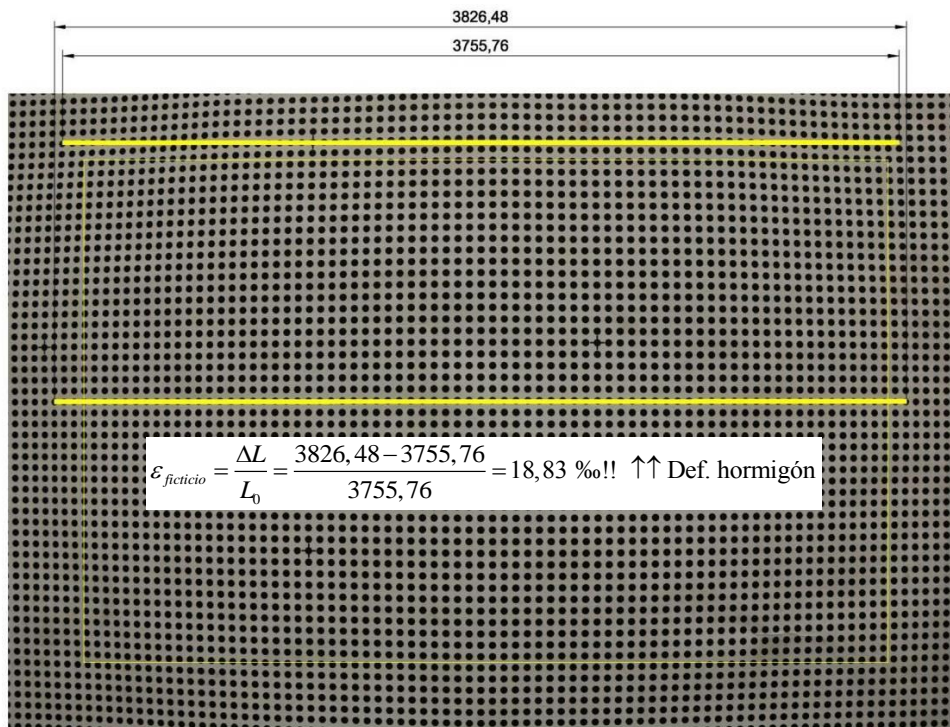 3826,48
3755,76
ε_ficticio = ΔL / L₀ = (3826,48 − 3755,76) / 3755,76 = 18,83 ‰!! ↑↑ Def. hormigón